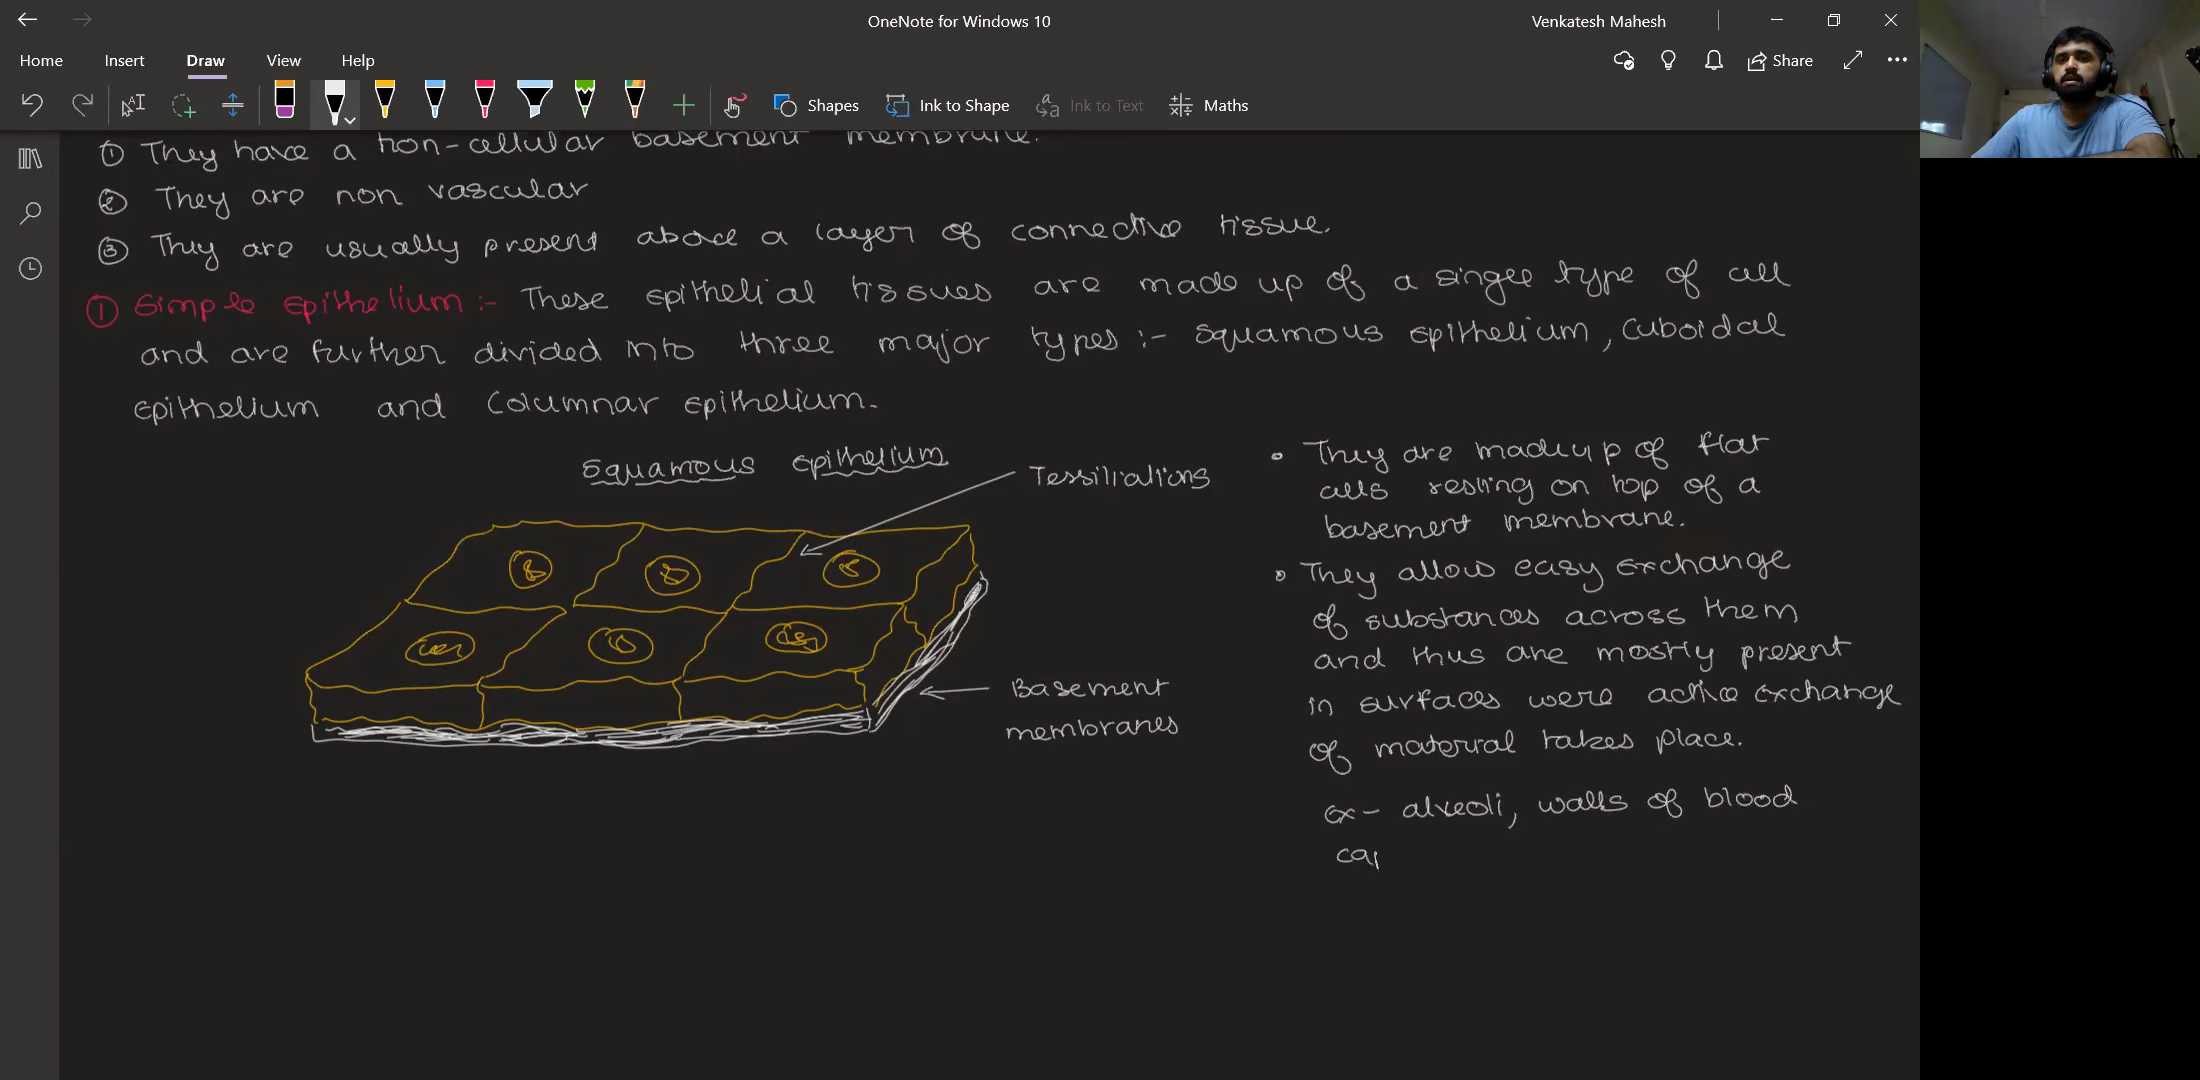 OneNote for Windows 10
Venkatesh Mahesh
Home Insert Draw View Help
Share
Shapes Ink to Shape Ink to Text Maths
① They have a non-cellular basement membrane.
② They are non vascular
③ They are usually present above a layer of connective tissue.
① Simple Epithelium :- These epithelial tissues are made up of a single type of cell
and are further divided into three major types :- Squamous epithelium, cuboidal
epithelium and columnar epithelium.
Squamous Epithelium
Tessiliations
Basement
membranes
• They are madeup of flat
cells resting on top of a
basement membrane.
• They allow easy exchange
of substances across them
and thus are mostly present
in surfaces were active exchange
of material takes place.
ex- alveoli, walls of blood
cap